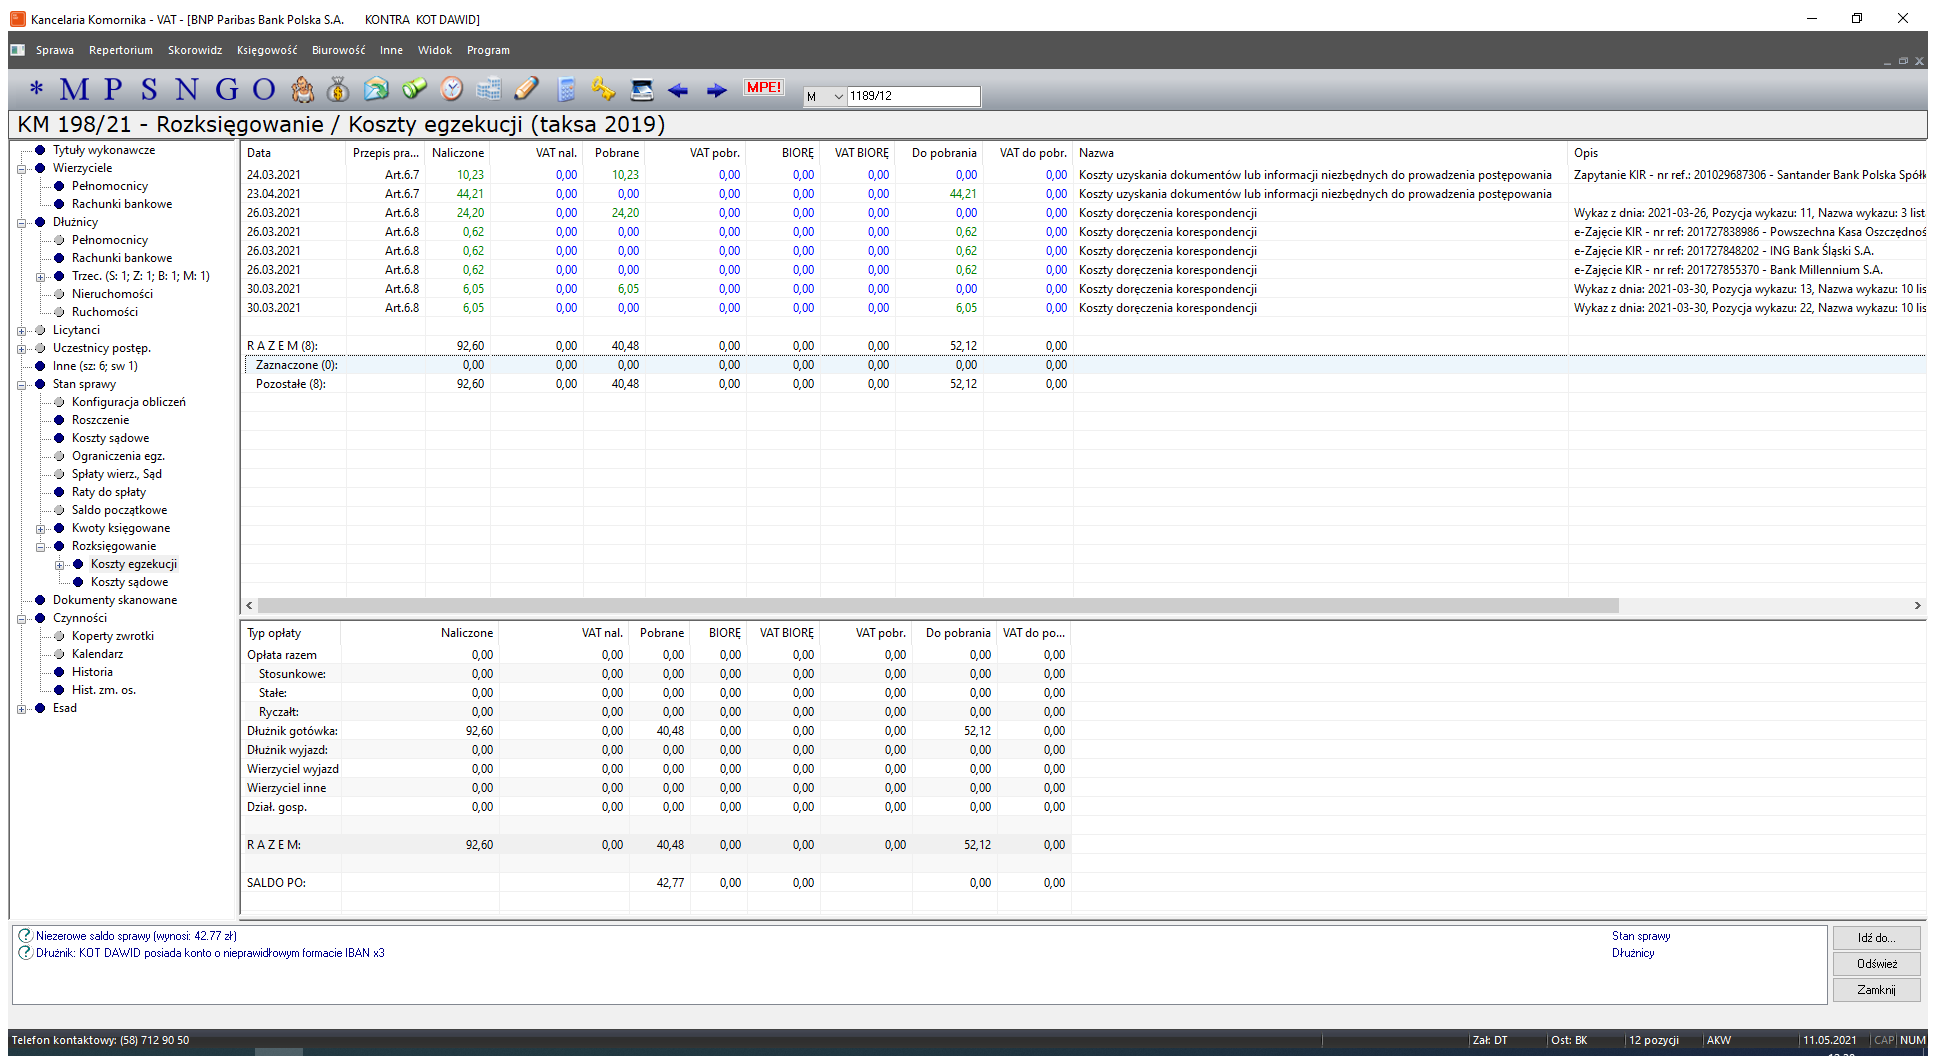 Kancelaria Komornika - VAT - [BNP Paribas Bank Polska S.A. KONTRA KOT DAWID]
Sprawa Repertorium Skorowidz Księgowość Biurowość Inne Widok Program
* M P S N G O MPE! M 1189/12
KM 198/21 - Rozksięgowanie / Koszty egzekucji (taksa 2019)
Tytuły wykonawcze
Wierzyciele
Pełnomocnicy
Rachunki bankowe
Dłużnicy
Pełnomocnicy
Rachunki bankowe
Trzec. (S: 1; Z: 1; B: 1; M: 1)
Nieruchomości
Ruchomości
Licytanci
Uczestnicy postęp.
Inne (sz: 6; sw 1)
Stan sprawy
Konfiguracja obliczeń
Roszczenie
Koszty sądowe
Ograniczenia egz.
Spłaty wierz., Sąd
Raty do spłaty
Saldo początkowe
Kwoty księgowane
Rozksięgowanie
Koszty egzekucji
Koszty sądowe
Dokumenty skanowane
Czynności
Koperty zwrotki
Kalendarz
Historia
Hist. zm. os.
Esad
Data Przepis pra... Naliczone VAT nal. Pobrane VAT pobr. BIORĘ VAT BIORĘ Do pobrania VAT do pobr. Nazwa Opis
24.03.2021 Art.6.7 10,23 0,00 10,23 0,00 0,00 0,00 0,00 0,00 Koszty uzyskania dokumentów lub informacji niezbędnych do prowadzenia postępowania Zapytanie KIR - nr ref.: 201029687306 - Santander Bank Polska Spółk
23.04.2021 Art.6.7 44,21 0,00 0,00 0,00 0,00 0,00 44,21 0,00 Koszty uzyskania dokumentów lub informacji niezbędnych do prowadzenia postępowania
26.03.2021 Art.6.8 24,20 0,00 24,20 0,00 0,00 0,00 0,00 0,00 Koszty doręczenia korespondencji Wykaz z dnia: 2021-03-26, Pozycja wykazu: 11, Nazwa wykazu: 3 list
26.03.2021 Art.6.8 0,62 0,00 0,00 0,00 0,00 0,00 0,62 0,00 Koszty doręczenia korespondencji e-Zajęcie KIR - nr ref: 201727838986 - Powszechna Kasa Oszczędnoś
26.03.2021 Art.6.8 0,62 0,00 0,00 0,00 0,00 0,00 0,62 0,00 Koszty doręczenia korespondencji e-Zajęcie KIR - nr ref: 201727848202 - ING Bank Śląski S.A.
26.03.2021 Art.6.8 0,62 0,00 0,00 0,00 0,00 0,00 0,62 0,00 Koszty doręczenia korespondencji e-Zajęcie KIR - nr ref: 201727855370 - Bank Millennium S.A.
30.03.2021 Art.6.8 6,05 0,00 6,05 0,00 0,00 0,00 0,00 0,00 Koszty doręczenia korespondencji Wykaz z dnia: 2021-03-30, Pozycja wykazu: 13, Nazwa wykazu: 10 lis
30.03.2021 Art.6.8 6,05 0,00 0,00 0,00 0,00 0,00 6,05 0,00 Koszty doręczenia korespondencji Wykaz z dnia: 2021-03-30, Pozycja wykazu: 22, Nazwa wykazu: 10 lis
R A Z E M (8): 92,60 0,00 40,48 0,00 0,00 0,00 52,12 0,00
Zaznaczone (0): 0,00 0,00 0,00 0,00 0,00 0,00 0,00 0,00
Pozostałe (8): 92,60 0,00 40,48 0,00 0,00 0,00 52,12 0,00
Typ opłaty Naliczone VAT nal. Pobrane BIORĘ VAT BIORĘ VAT pobr. Do pobrania VAT do po...
Opłata razem 0,00 0,00 0,00 0,00 0,00 0,00 0,00 0,00
Stosunkowe: 0,00 0,00 0,00 0,00 0,00 0,00 0,00 0,00
Stałe: 0,00 0,00 0,00 0,00 0,00 0,00 0,00 0,00
Ryczałt: 0,00 0,00 0,00 0,00 0,00 0,00 0,00 0,00
Dłużnik gotówka: 92,60 0,00 40,48 0,00 0,00 0,00 52,12 0,00
Dłużnik wyjazd: 0,00 0,00 0,00 0,00 0,00 0,00 0,00 0,00
Wierzyciel wyjazd 0,00 0,00 0,00 0,00 0,00 0,00 0,00 0,00
Wierzyciel inne 0,00 0,00 0,00 0,00 0,00 0,00 0,00 0,00
Dział. gosp. 0,00 0,00 0,00 0,00 0,00 0,00 0,00 0,00
R A Z E M: 92,60 0,00 40,48 0,00 0,00 0,00 52,12 0,00
SALDO PO: 42,77 0,00 0,00 0,00 0,00
Niezerowe saldo sprawy (wynosi: 42.77 zł) Stan sprawy
Dłużnik: KOT DAWID posiada konto o nieprawidłowym formacie IBAN x3 Dłużnicy
Idź do...
Odśwież
Zamknij
Telefon kontaktowy: (58) 712 90 50 Zał: DT Ost: BK 12 pozycji AKW 11.05.2021 CAP NUM